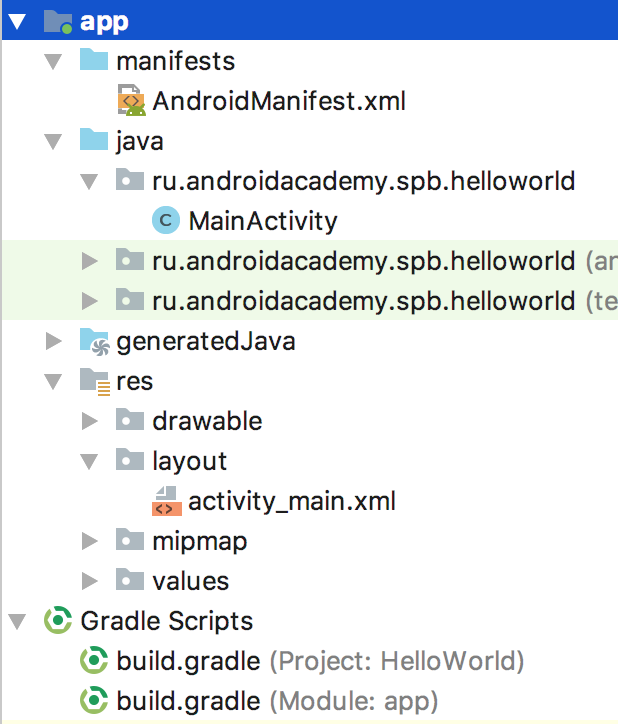 app
manifests
AndroidManifest.xml
java
ru.androidacademy.spb.helloworld
C MainActivity
ru.androidacademy.spb.helloworld (an
ru.androidacademy.spb.helloworld (te
generatedJava
res
drawable
layout
activity_main.xml
mipmap
values
Gradle Scripts
build.gradle (Project: HelloWorld)
build.gradle (Module: app)